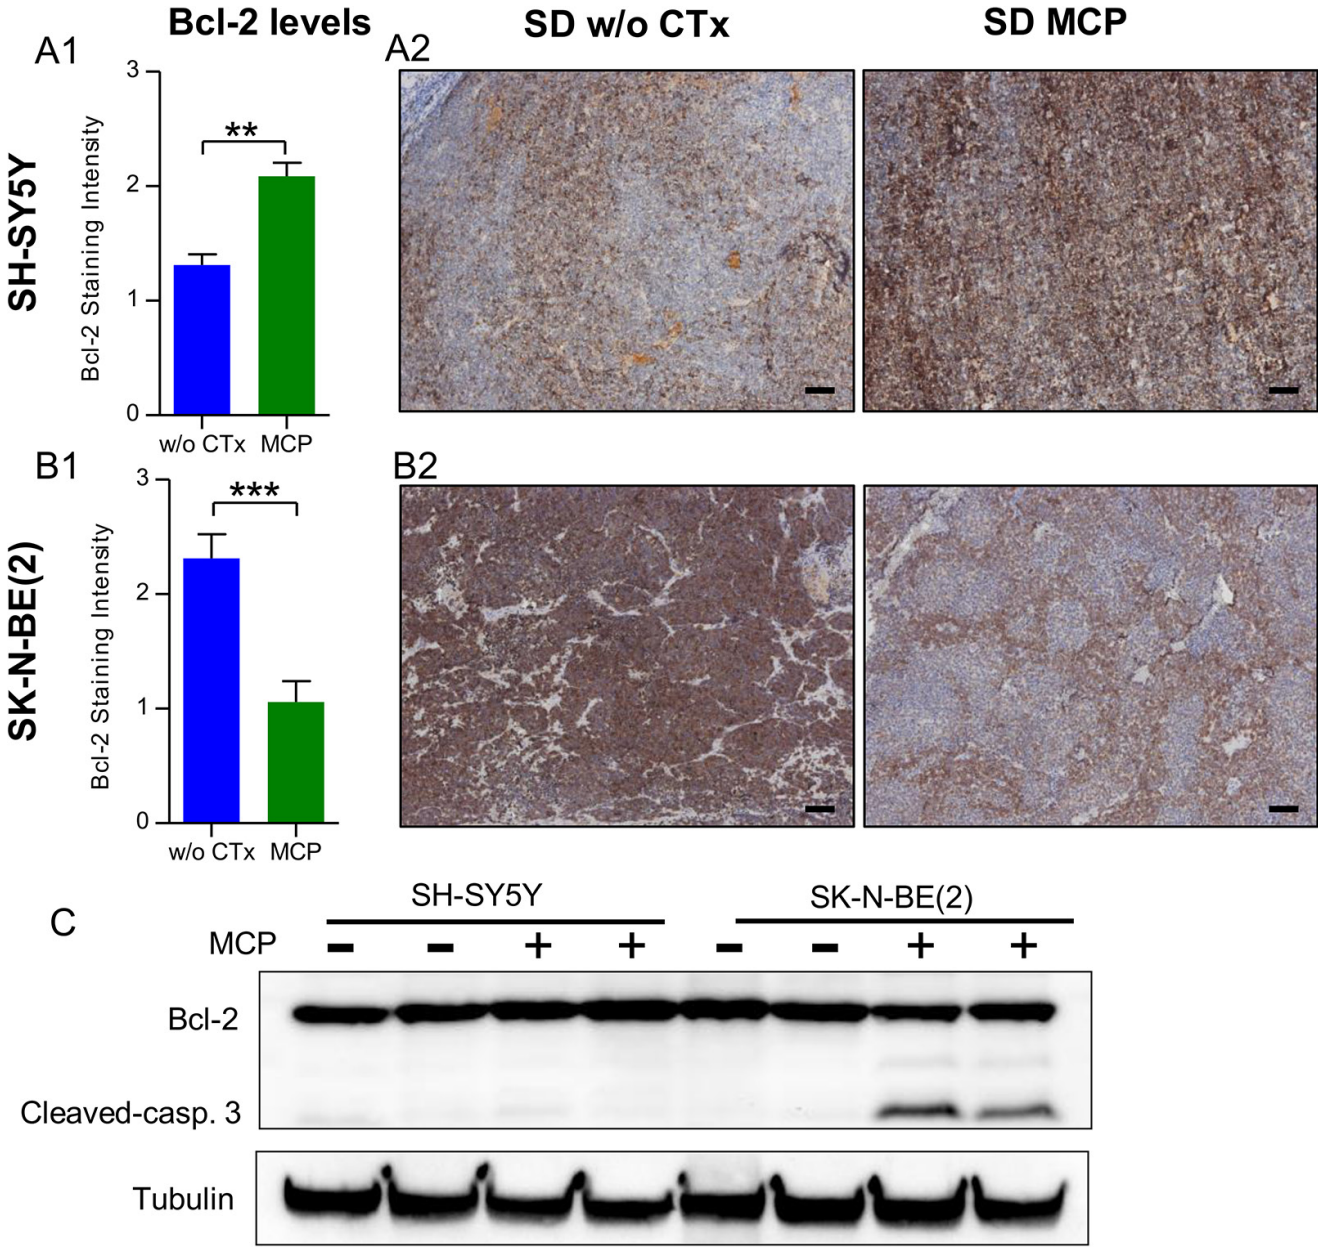 Bcl-2 levels
SD w/o CTx
SD MCP
A1
A2
SH-SY5Y
Bcl-2 Staining Intensity
3
2
1
0
**
w/o CTx MCP
B1
B2
SK-N-BE(2)
Bcl-2 Staining Intensity
3
2
1
0
***
w/o CTx MCP
C
SH-SY5Y
SK-N-BE(2)
MCP - - + + - - + +
Bcl-2
Cleaved-casp. 3
Tubulin